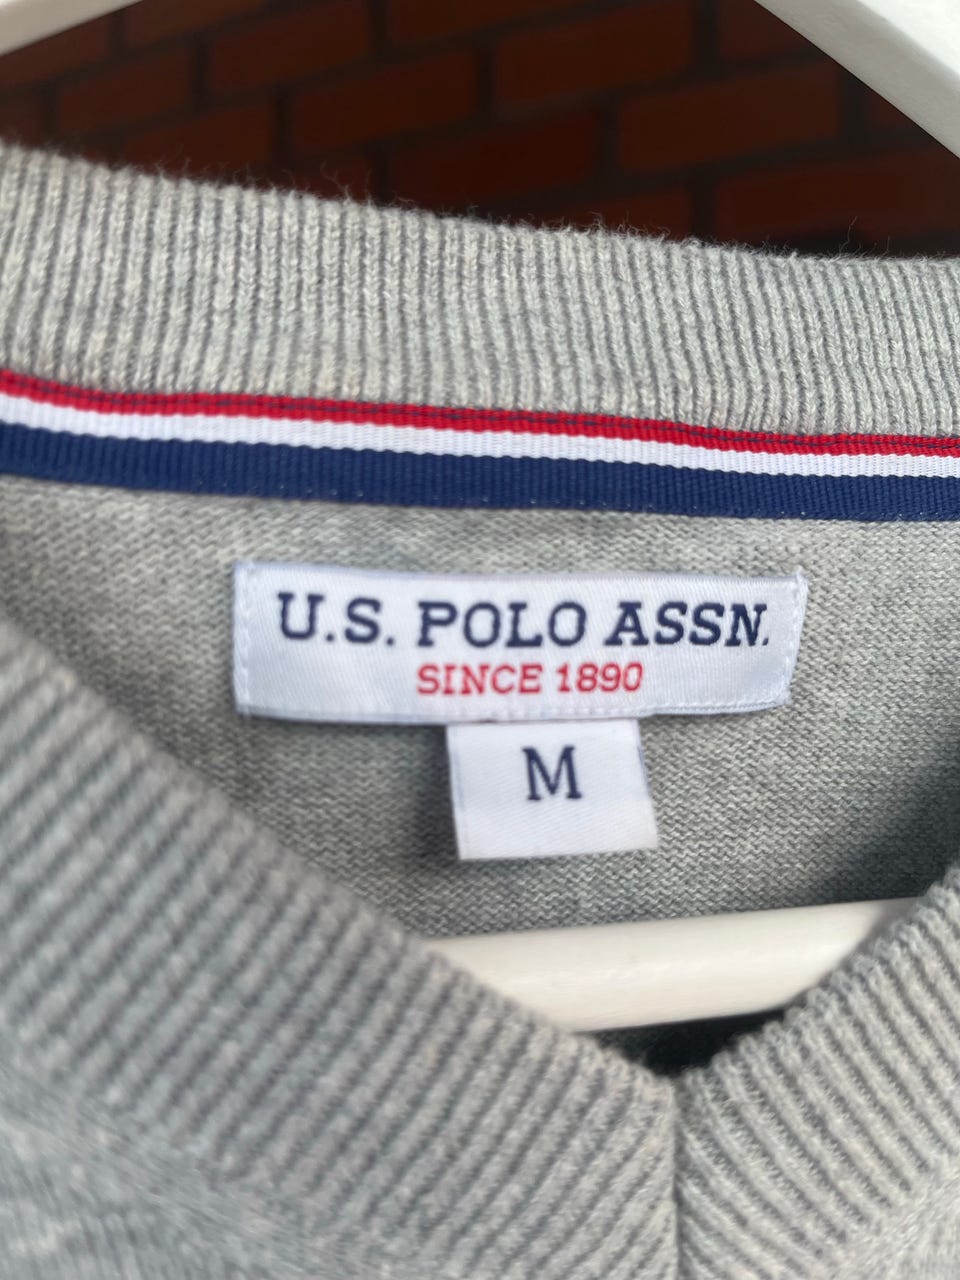 U.S. POLO ASSN.
SINCE 1890
M